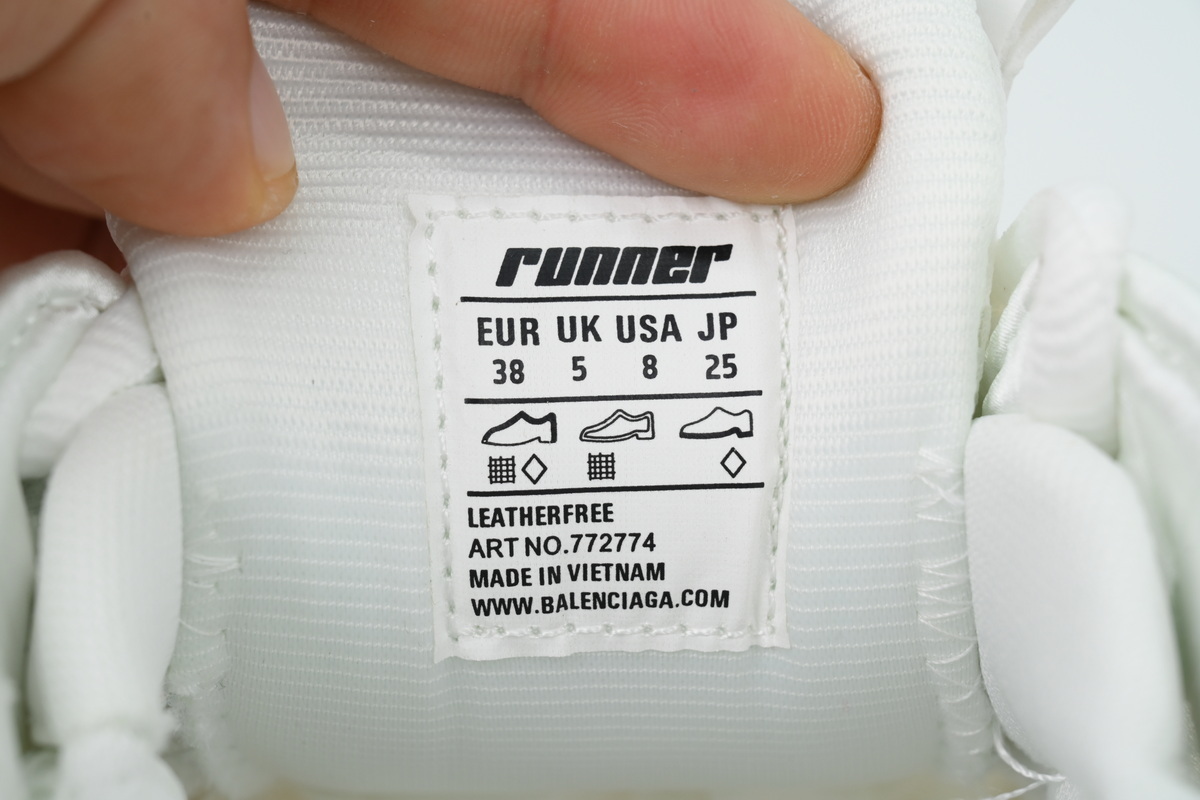 runner
EUR UK USA JP
38 5 8 25
LEATHERFREE
ART NO.772774
MADE IN VIETNAM
WWW.BALENCIAGA.COM